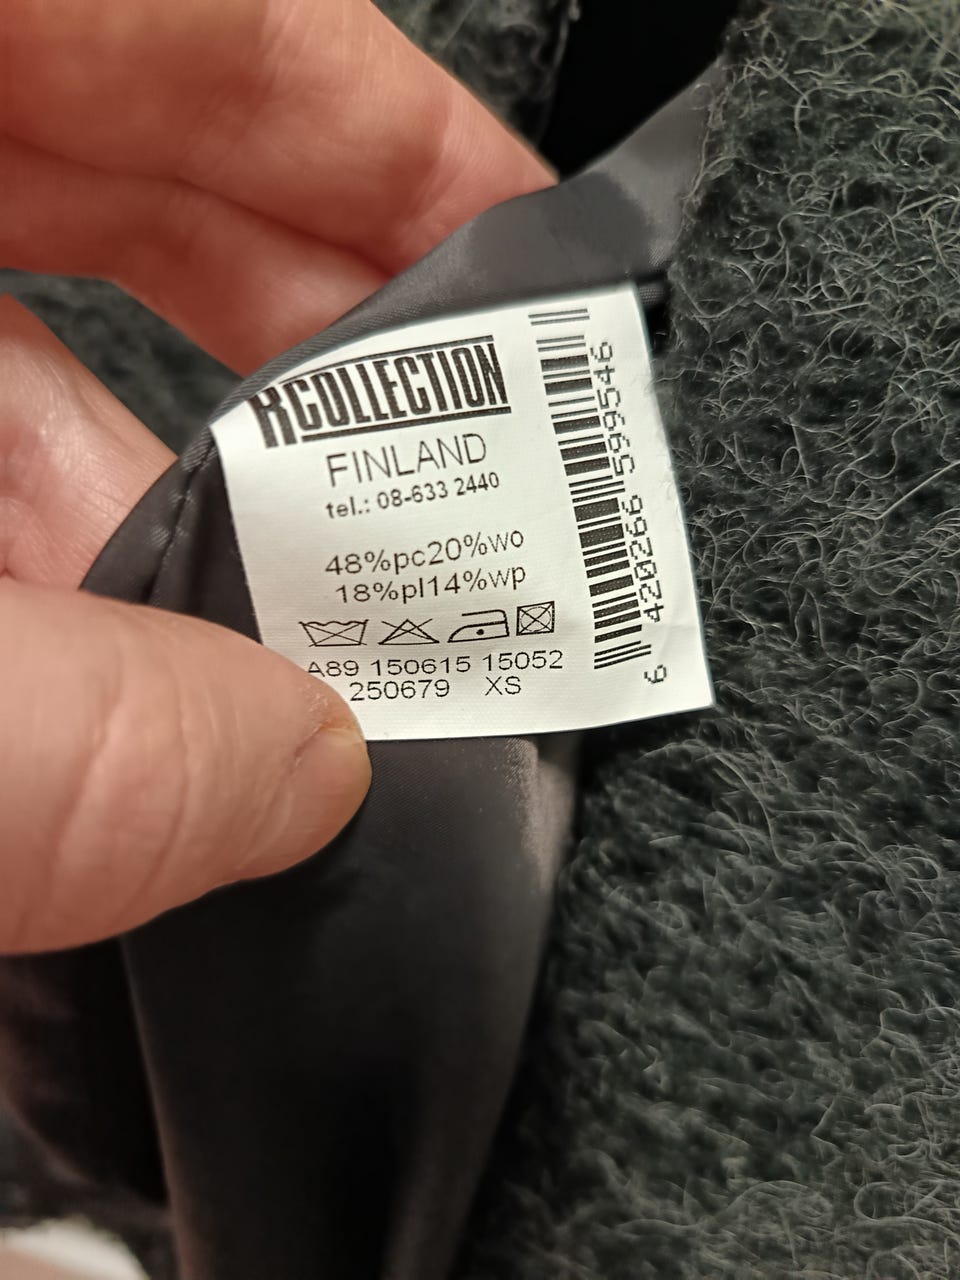 RCOLLECTION
FINLAND
tel.: 08-633 2440
48%pc20%wo
18%pl14%wp
A89 150615 15052
250679 XS
6 420266 599546